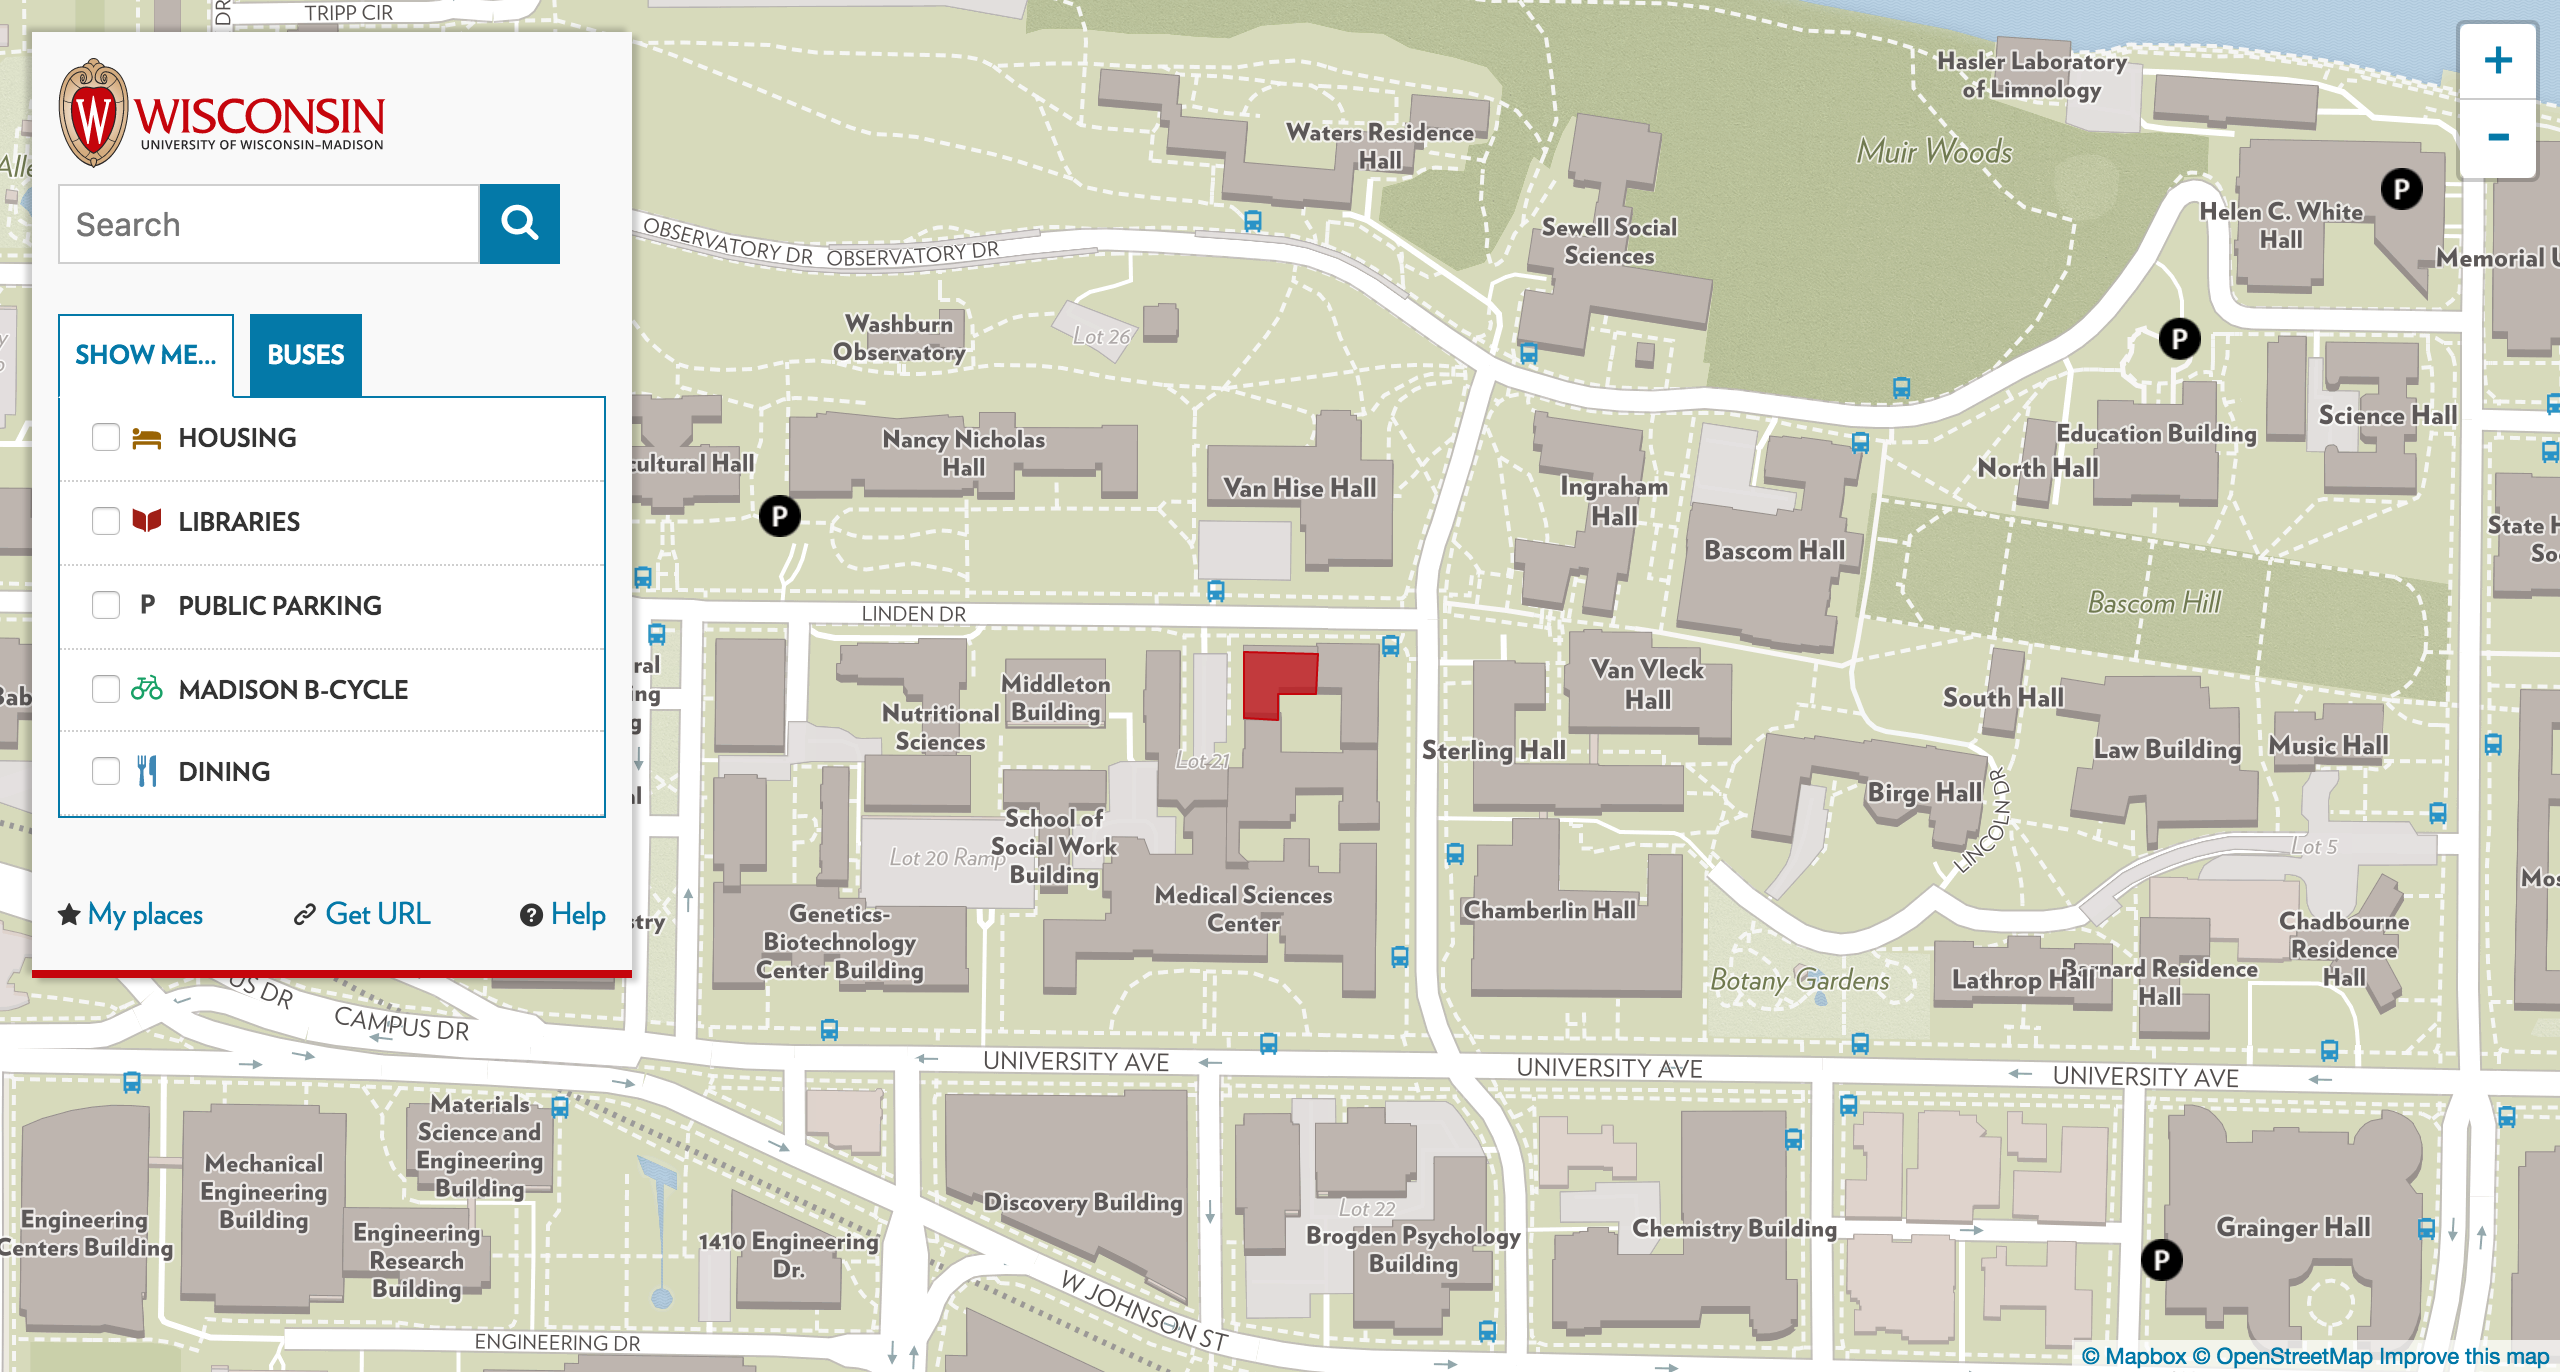 TRIPP CIR
DR
W
WISCONSIN
UNIVERSITY OF WISCONSIN–MADISON
Search
SHOW ME...
BUSES
HOUSING
LIBRARIES
P PUBLIC PARKING
MADISON B-CYCLE
DINING
My places
Get URL
? Help
+
-
Hasler Laboratory
of Limnology
Muir Woods
Waters Residence
Hall
Sewell Social
Sciences
P
Helen C. White
Hall
OBSERVATORY DR
OBSERVATORY DR
Washburn
Observatory
Lot 26
P
Science Hall
Education Building
North Hall
Nancy Nicholas
Hall
cultural Hall
P
Van Hise Hall
Ingraham
Hall
Bascom Hall
Bascom Hill
LINDEN DR
Middleton
Building
Nutritional
Sciences
Lot 21
Van Vleck
Hall
Sterling Hall
South Hall
Law Building
Music Hall
Birge Hall
LINCOLN DR
Lot 5
School of
Social Work
Building
Lot 20 Ramp
Medical Sciences
Center
Chamberlin Hall
Genetics-
Biotechnology
Center Building
Botany Gardens
Lathrop Hall
Barnard Residence
Hall
Chadbourne
Residence
Hall
US DR
CAMPUS DR
UNIVERSITY AVE
UNIVERSITY AVE
UNIVERSITY AVE
Materials
Science and
Engineering
Building
Mechanical
Engineering
Building
Engineering
Centers Building
Engineering
Research
Building
1410 Engineering
Dr.
Discovery Building
Lot 22
Brogden Psychology
Building
Chemistry Building
Grainger Hall
P
W JOHNSON ST
ENGINEERING DR
© Mapbox © OpenStreetMap Improve this map